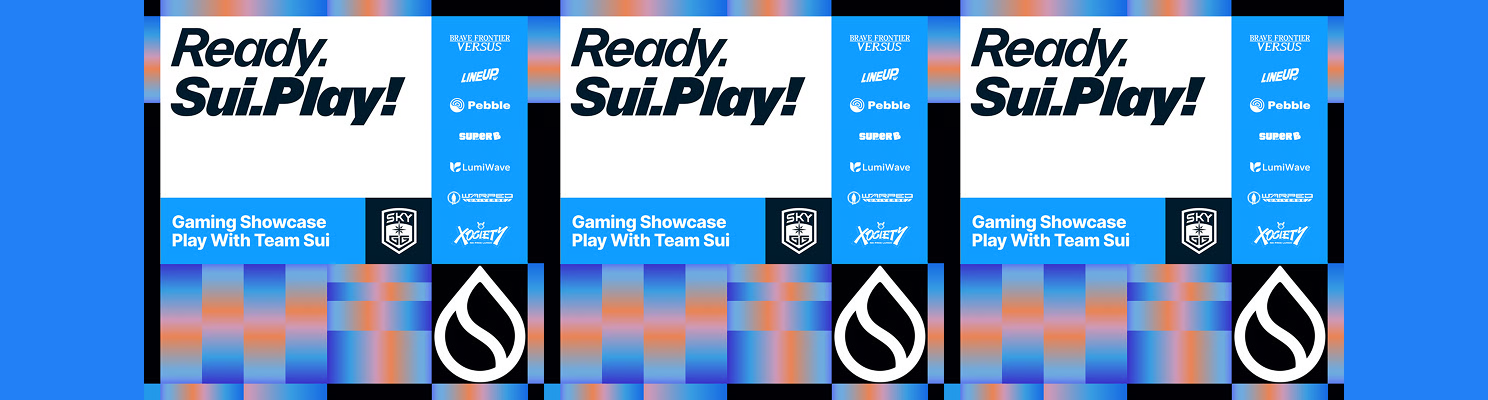 Ready.
Sui.Play!
Gaming Showcase
Play With Team Sui
SKY
GG
BRAVE FRONTIER
VERSUS
LINEUP
Pebble
SUPER B
LumiWave
WARPED
UNIVERSE
XOCIETY
Ready.
Sui.Play!
Gaming Showcase
Play With Team Sui
SKY
GG
BRAVE FRONTIER
VERSUS
LINEUP
Pebble
SUPER B
LumiWave
WARPED
UNIVERSE
XOCIETY
Ready.
Sui.Play!
Gaming Showcase
Play With Team Sui
SKY
GG
BRAVE FRONTIER
VERSUS
LINEUP
Pebble
SUPER B
LumiWave
WARPED
UNIVERSE
XOCIETY